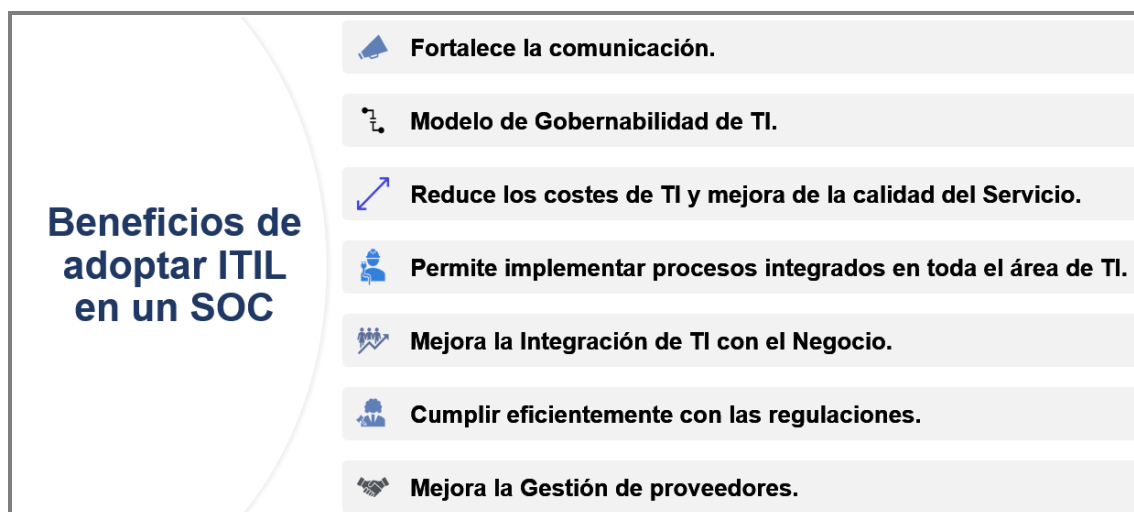 Beneficios de
adoptar ITIL
en un SOC
Fortalece la comunicación.
Modelo de Gobernabilidad de TI.
Reduce los costes de TI y mejora de la calidad del Servicio.
Permite implementar procesos integrados en toda el área de TI.
Mejora la Integración de TI con el Negocio.
Cumplir eficientemente con las regulaciones.
Mejora la Gestión de proveedores.